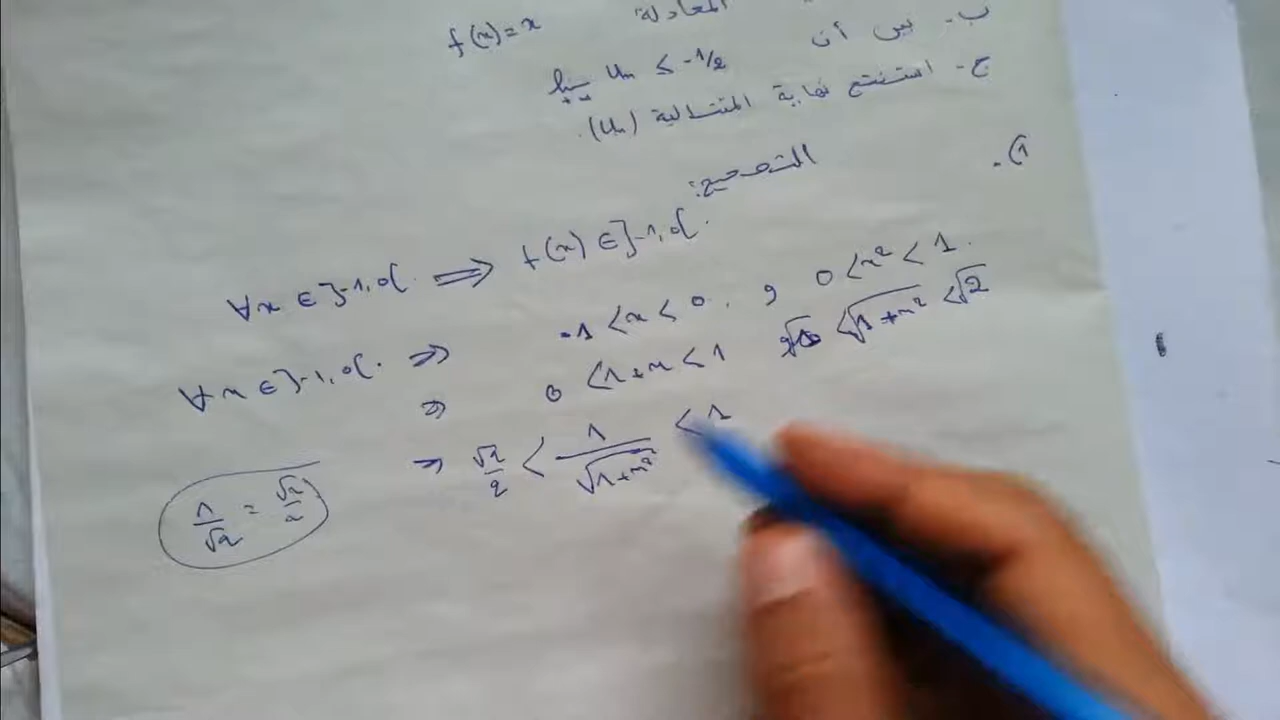 المعادلة f(x)=x
ب- بين أن lim Un ≤ -1/2
+∞
ج- استنتج نهاية المتتالية (Un).
التصحيح:
1).
∀x ∈ ]-1,0[. ⟹ f(x) ∈ ]-1,0[.
∀x ∈ ]-1,0[. ⇒ -1 < x < 0. و 0 < x² < 1.
⇒ 0 < 1+x < 1 و √1 < √1+x² < √2
⇒ √2/2 < 1/√1+x² < 1
1/√2 = √2/2